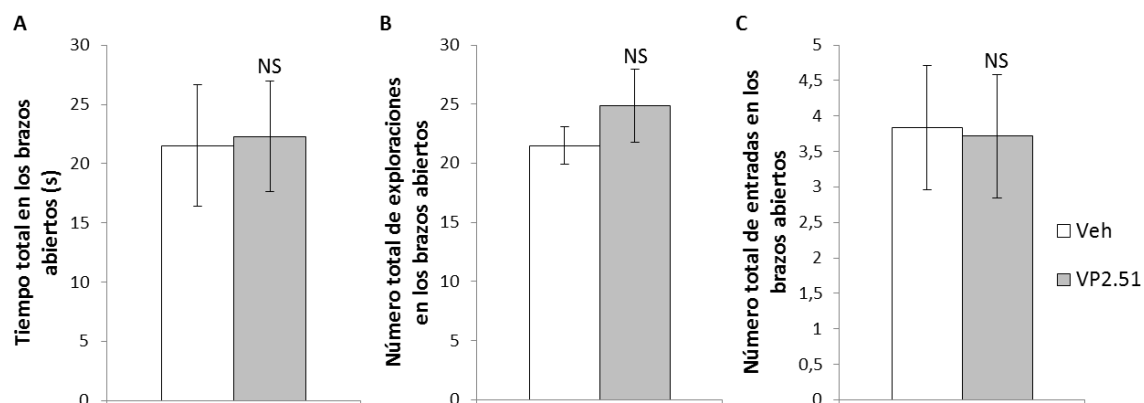 A
Tiempo total en los brazos
abiertos (s)
30
25
20
15
10
5
0
NS
B
Número total de exploraciones
en los brazos abiertos
30
25
20
15
10
5
0
NS
C
Número total de entradas en los
brazos abiertos
5
4,5
4
3,5
3
2,5
2
1,5
1
0,5
0
NS
Veh
VP2.51